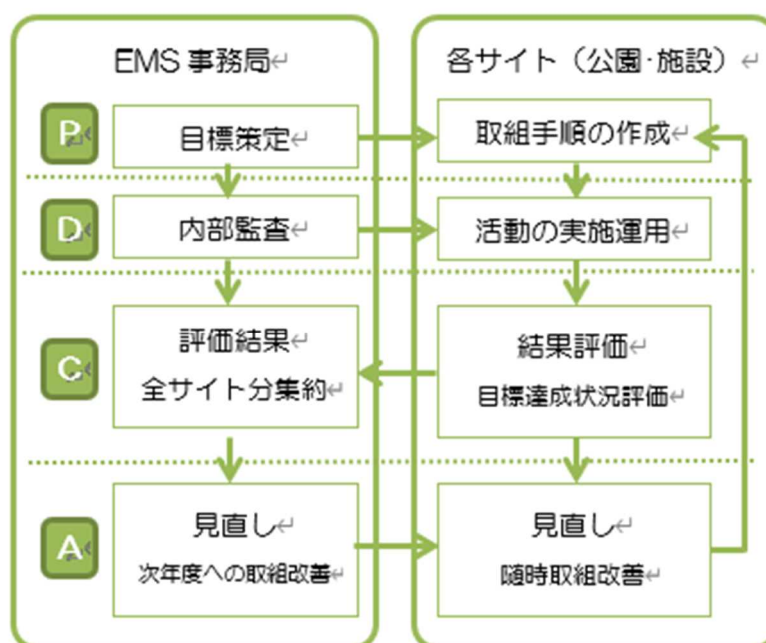 EMS 事務局↵
各サイト（公園・施設）↵
P
目標策定↵
取組手順の作成↵
D
内部監査↵
活動の実施運用↵
C
評価結果↵
全サイト分集約↵
結果評価↵
目標達成状況評価↵
A
見直し↵
次年度への取組改善↵
見直し↵
随時取組改善↵